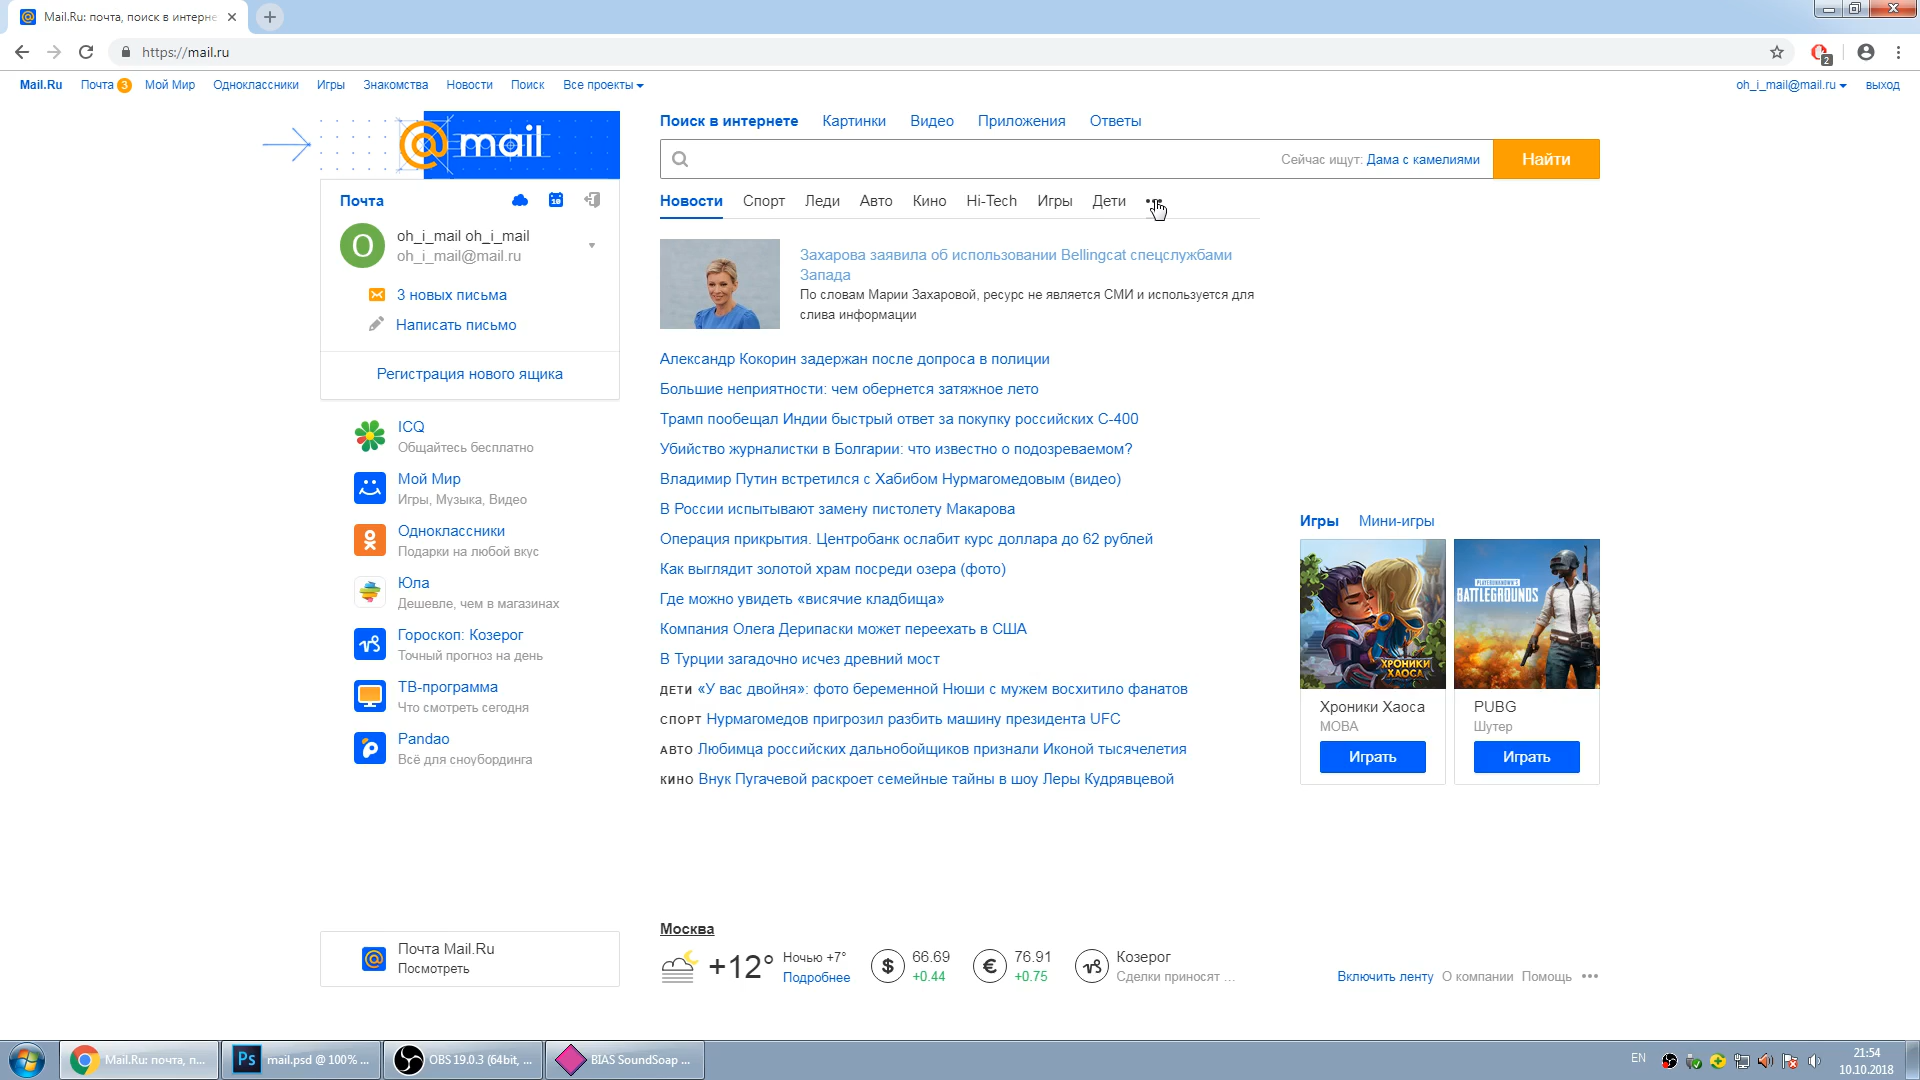 Mail.Ru: почта, поиск в интерне
https://mail.ru
2
Mail.Ru Почта 3 Мой Мир Одноклассники Игры Знакомства Новости Поиск Все проекты
oh_i_mail@mail.ru выход
@mail
Поиск в интернете Картинки Видео Приложения Ответы
Сейчас ищут: Дама с камелиями Найти
Почта
oh_i_mail oh_i_mail
oh_i_mail@mail.ru
3 новых письма
Написать письмо
Регистрация нового ящика
ICQ
Общайтесь бесплатно
Мой Мир
Игры, Музыка, Видео
Одноклассники
Подарки на любой вкус
Юла
Дешевле, чем в магазинах
Гороскоп: Козерог
Точный прогноз на день
ТВ-программа
Что смотреть сегодня
Pandao
Всё для сноубординга
Почта Mail.Ru
Посмотреть
Новости Спорт Леди Авто Кино Hi-Tech Игры Дети
Захарова заявила об использовании Bellingcat спецслужбами
Запада
По словам Марии Захаровой, ресурс не является СМИ и используется для
слива информации
Александр Кокорин задержан после допроса в полиции
Большие неприятности: чем обернется затяжное лето
Трамп пообещал Индии быстрый ответ за покупку российских С-400
Убийство журналистки в Болгарии: что известно о подозреваемом?
Владимир Путин встретился с Хабибом Нурмагомедовым (видео)
В России испытывают замену пистолету Макарова
Операция прикрытия. Центробанк ослабит курс доллара до 62 рублей
Как выглядит золотой храм посреди озера (фото)
Где можно увидеть «висячие кладбища»
Компания Олега Дерипаски может переехать в США
В Турции загадочно исчез древний мост
ДЕТИ «У вас двойня»: фото беременной Нюши с мужем восхитило фанатов
СПОРТ Нурмагомедов пригрозил разбить машину президента UFC
АВТО Любимца российских дальнобойщиков признали Иконой тысячелетия
КИНО Внук Пугачевой раскроет семейные тайны в шоу Леры Кудрявцевой
Игры Мини-игры
ХРОНИКИ
ХАОСА
PLAYERUNKNOWN'S
BATTLEGROUNDS
Хроники Хаоса
MOBA
Играть
PUBG
Шутер
Играть
Москва
+12°
Ночью +7°
Подробнее
$ 66.69
+0.44
€ 76.91
+0.75
Козерог
Сделки приносят ...
Включить ленту О компании Помощь
Mail.Ru: почта, п...
Ps mail.psd @ 100% ...
OBS 19.0.3 (64bit, ...
BIAS SoundSoap ...
EN
21:54
10.10.2018